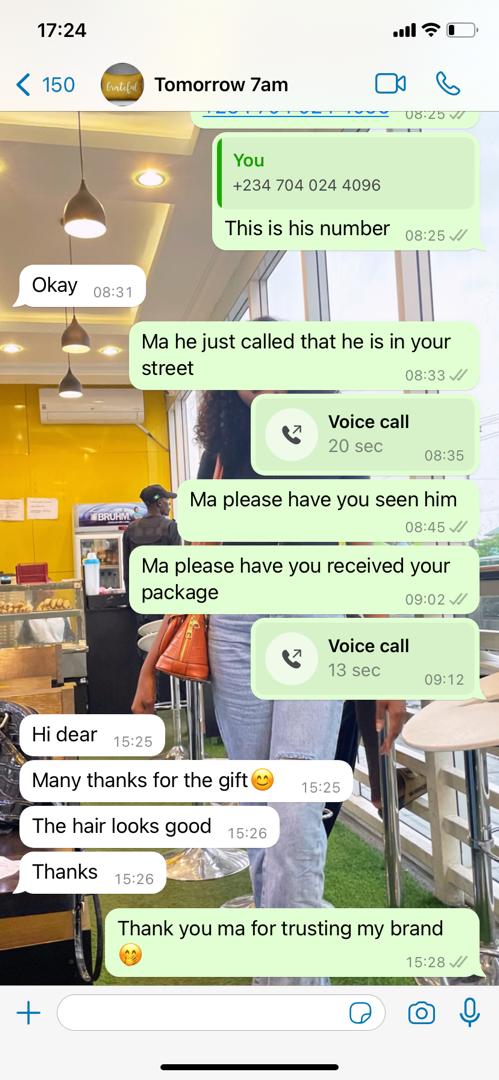 17:24
150
Grateful
Tomorrow 7am
08:25
You
+234 704 024 4096
This is his number 08:25
Okay 08:31
Ma he just called that he is in your
street
08:33
Voice call
20 sec
08:35
Ma please have you seen him
08:45
BRUHM
Ma please have you received your
package
09:02
Voice call
13 sec
09:12
Hi dear 15:25
Many thanks for the gift😊 15:25
The hair looks good 15:26
Thanks 15:26
Thank you ma for trusting my brand
🤭
15:28